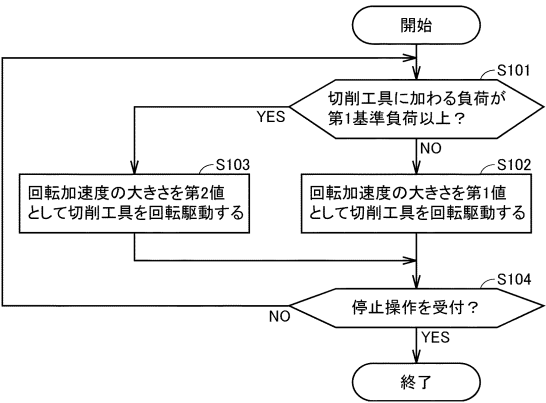 開始
S101
切削工具に加わる負荷が
第1基準負荷以上？
YES
NO
S103
回転加速度の大きさを第2値
として切削工具を回転駆動する
S102
回転加速度の大きさを第1値
として切削工具を回転駆動する
S104
停止操作を受付？
NO
YES
終了